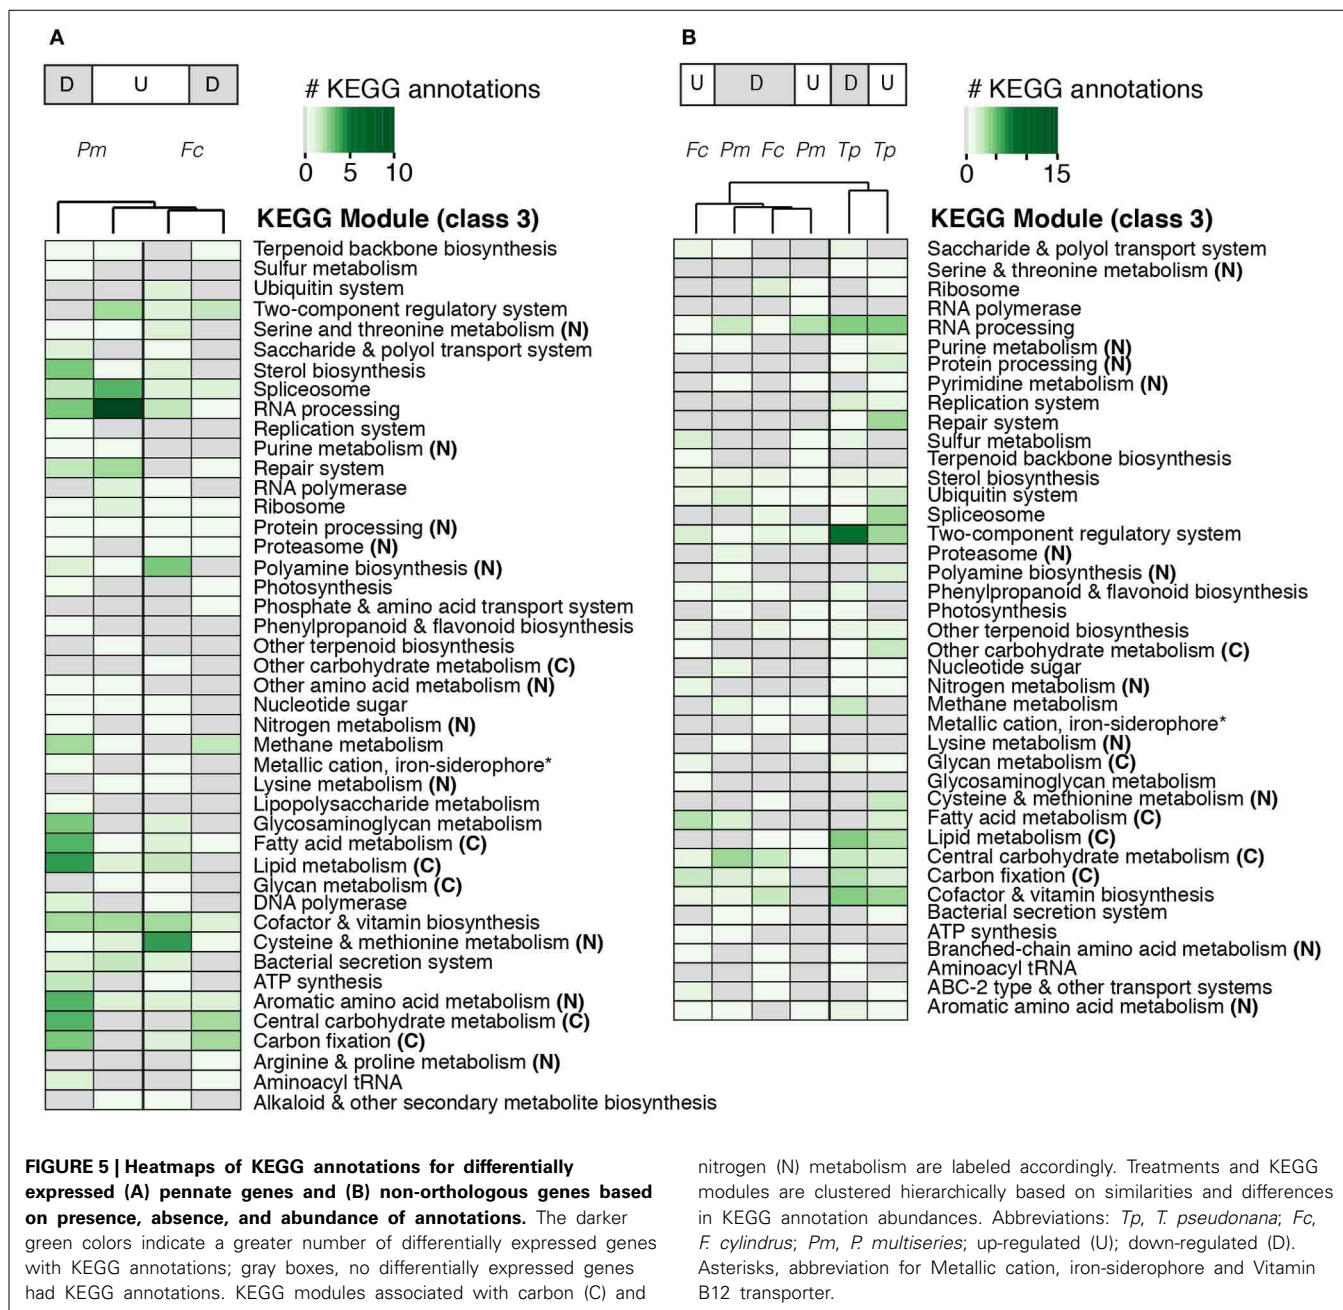 A
D U D
# KEGG annotations
Pm Fc
0 5 10
KEGG Module (class 3)
Terpenoid backbone biosynthesis
Sulfur metabolism
Ubiquitin system
Two-component regulatory system
Serine and threonine metabolism (N)
Saccharide & polyol transport system
Sterol biosynthesis
Spliceosome
RNA processing
Replication system
Purine metabolism (N)
Repair system
RNA polymerase
Ribosome
Protein processing (N)
Proteasome (N)
Polyamine biosynthesis (N)
Photosynthesis
Phosphate & amino acid transport system
Phenylpropanoid & flavonoid biosynthesis
Other terpenoid biosynthesis
Other carbohydrate metabolism (C)
Other amino acid metabolism (N)
Nucleotide sugar
Nitrogen metabolism (N)
Methane metabolism
Metallic cation, iron-siderophore*
Lysine metabolism (N)
Lipopolysaccharide metabolism
Glycosaminoglycan metabolism
Fatty acid metabolism (C)
Lipid metabolism (C)
Glycan metabolism (C)
DNA polymerase
Cofactor & vitamin biosynthesis
Cysteine & methionine metabolism (N)
Bacterial secretion system
ATP synthesis
Aromatic amino acid metabolism (N)
Central carbohydrate metabolism (C)
Carbon fixation (C)
Arginine & proline metabolism (N)
Aminoacyl tRNA
Alkaloid & other secondary metabolite biosynthesis
B
U D U D U
# KEGG annotations
Fc Pm Fc Pm Tp Tp
0 15
KEGG Module (class 3)
Saccharide & polyol transport system
Serine & threonine metabolism (N)
Ribosome
RNA polymerase
RNA processing
Purine metabolism (N)
Protein processing (N)
Pyrimidine metabolism (N)
Replication system
Repair system
Sulfur metabolism
Terpenoid backbone biosynthesis
Sterol biosynthesis
Ubiquitin system
Spliceosome
Two-component regulatory system
Proteasome (N)
Polyamine biosynthesis (N)
Phenylpropanoid & flavonoid biosynthesis
Photosynthesis
Other terpenoid biosynthesis
Other carbohydrate metabolism (C)
Nucleotide sugar
Nitrogen metabolism (N)
Methane metabolism
Metallic cation, iron-siderophore*
Lysine metabolism (N)
Glycan metabolism (C)
Glycosaminoglycan metabolism
Cysteine & methionine metabolism (N)
Fatty acid metabolism (C)
Lipid metabolism (C)
Central carbohydrate metabolism (C)
Carbon fixation (C)
Cofactor & vitamin biosynthesis
Bacterial secretion system
ATP synthesis
Branched-chain amino acid metabolism (N)
Aminoacyl tRNA
ABC-2 type & other transport systems
Aromatic amino acid metabolism (N)
FIGURE 5 | Heatmaps of KEGG annotations for differentially
expressed (A) pennate genes and (B) non-orthologous genes based
on presence, absence, and abundance of annotations. The darker
green colors indicate a greater number of differentially expressed genes
with KEGG annotations; gray boxes, no differentially expressed genes
had KEGG annotations. KEGG modules associated with carbon (C) and
nitrogen (N) metabolism are labeled accordingly. Treatments and KEGG
modules are clustered hierarchically based on similarities and differences
in KEGG annotation abundances. Abbreviations: Tp, T. pseudonana; Fc,
F. cylindrus; Pm, P. multiseries; up-regulated (U); down-regulated (D).
Asterisks, abbreviation for Metallic cation, iron-siderophore and Vitamin
B12 transporter.